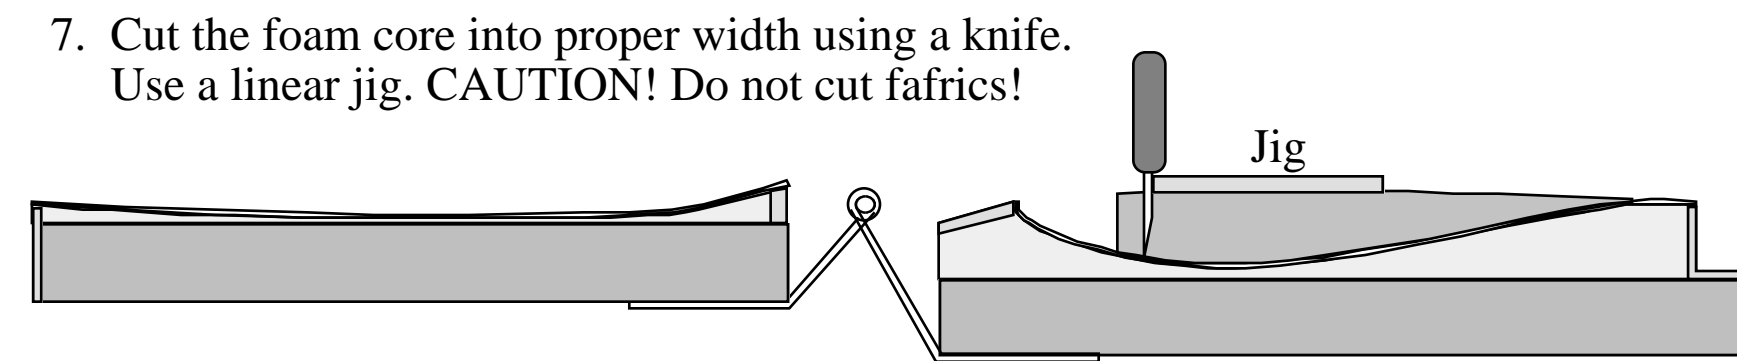 7. Cut the foam core into proper width using a knife.
Use a linear jig. CAUTION! Do not cut fafrics!
Jig